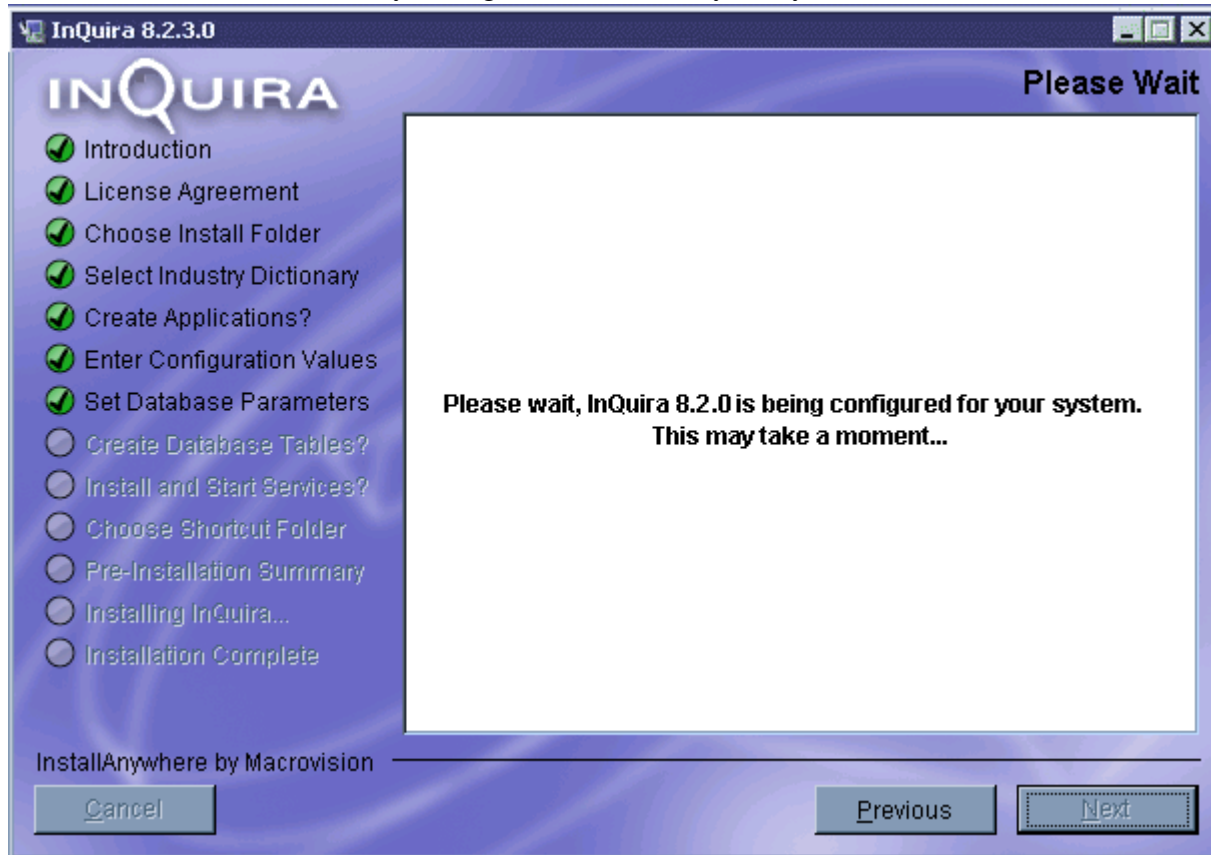 InQuira 8.2.3.0
INQUIRA
Please Wait
Introduction
License Agreement
Choose Install Folder
Select Industry Dictionary
Create Applications?
Enter Configuration Values
Set Database Parameters
Create Database Tables?
Install and Start Services?
Choose Shortcut Folder
Pre-Installation Summary
Installing InQuira...
Installation Complete
Please wait, InQuira 8.2.0 is being configured for your system.
This may take a moment...
InstallAnywhere by Macrovision
Cancel
Previous
Next